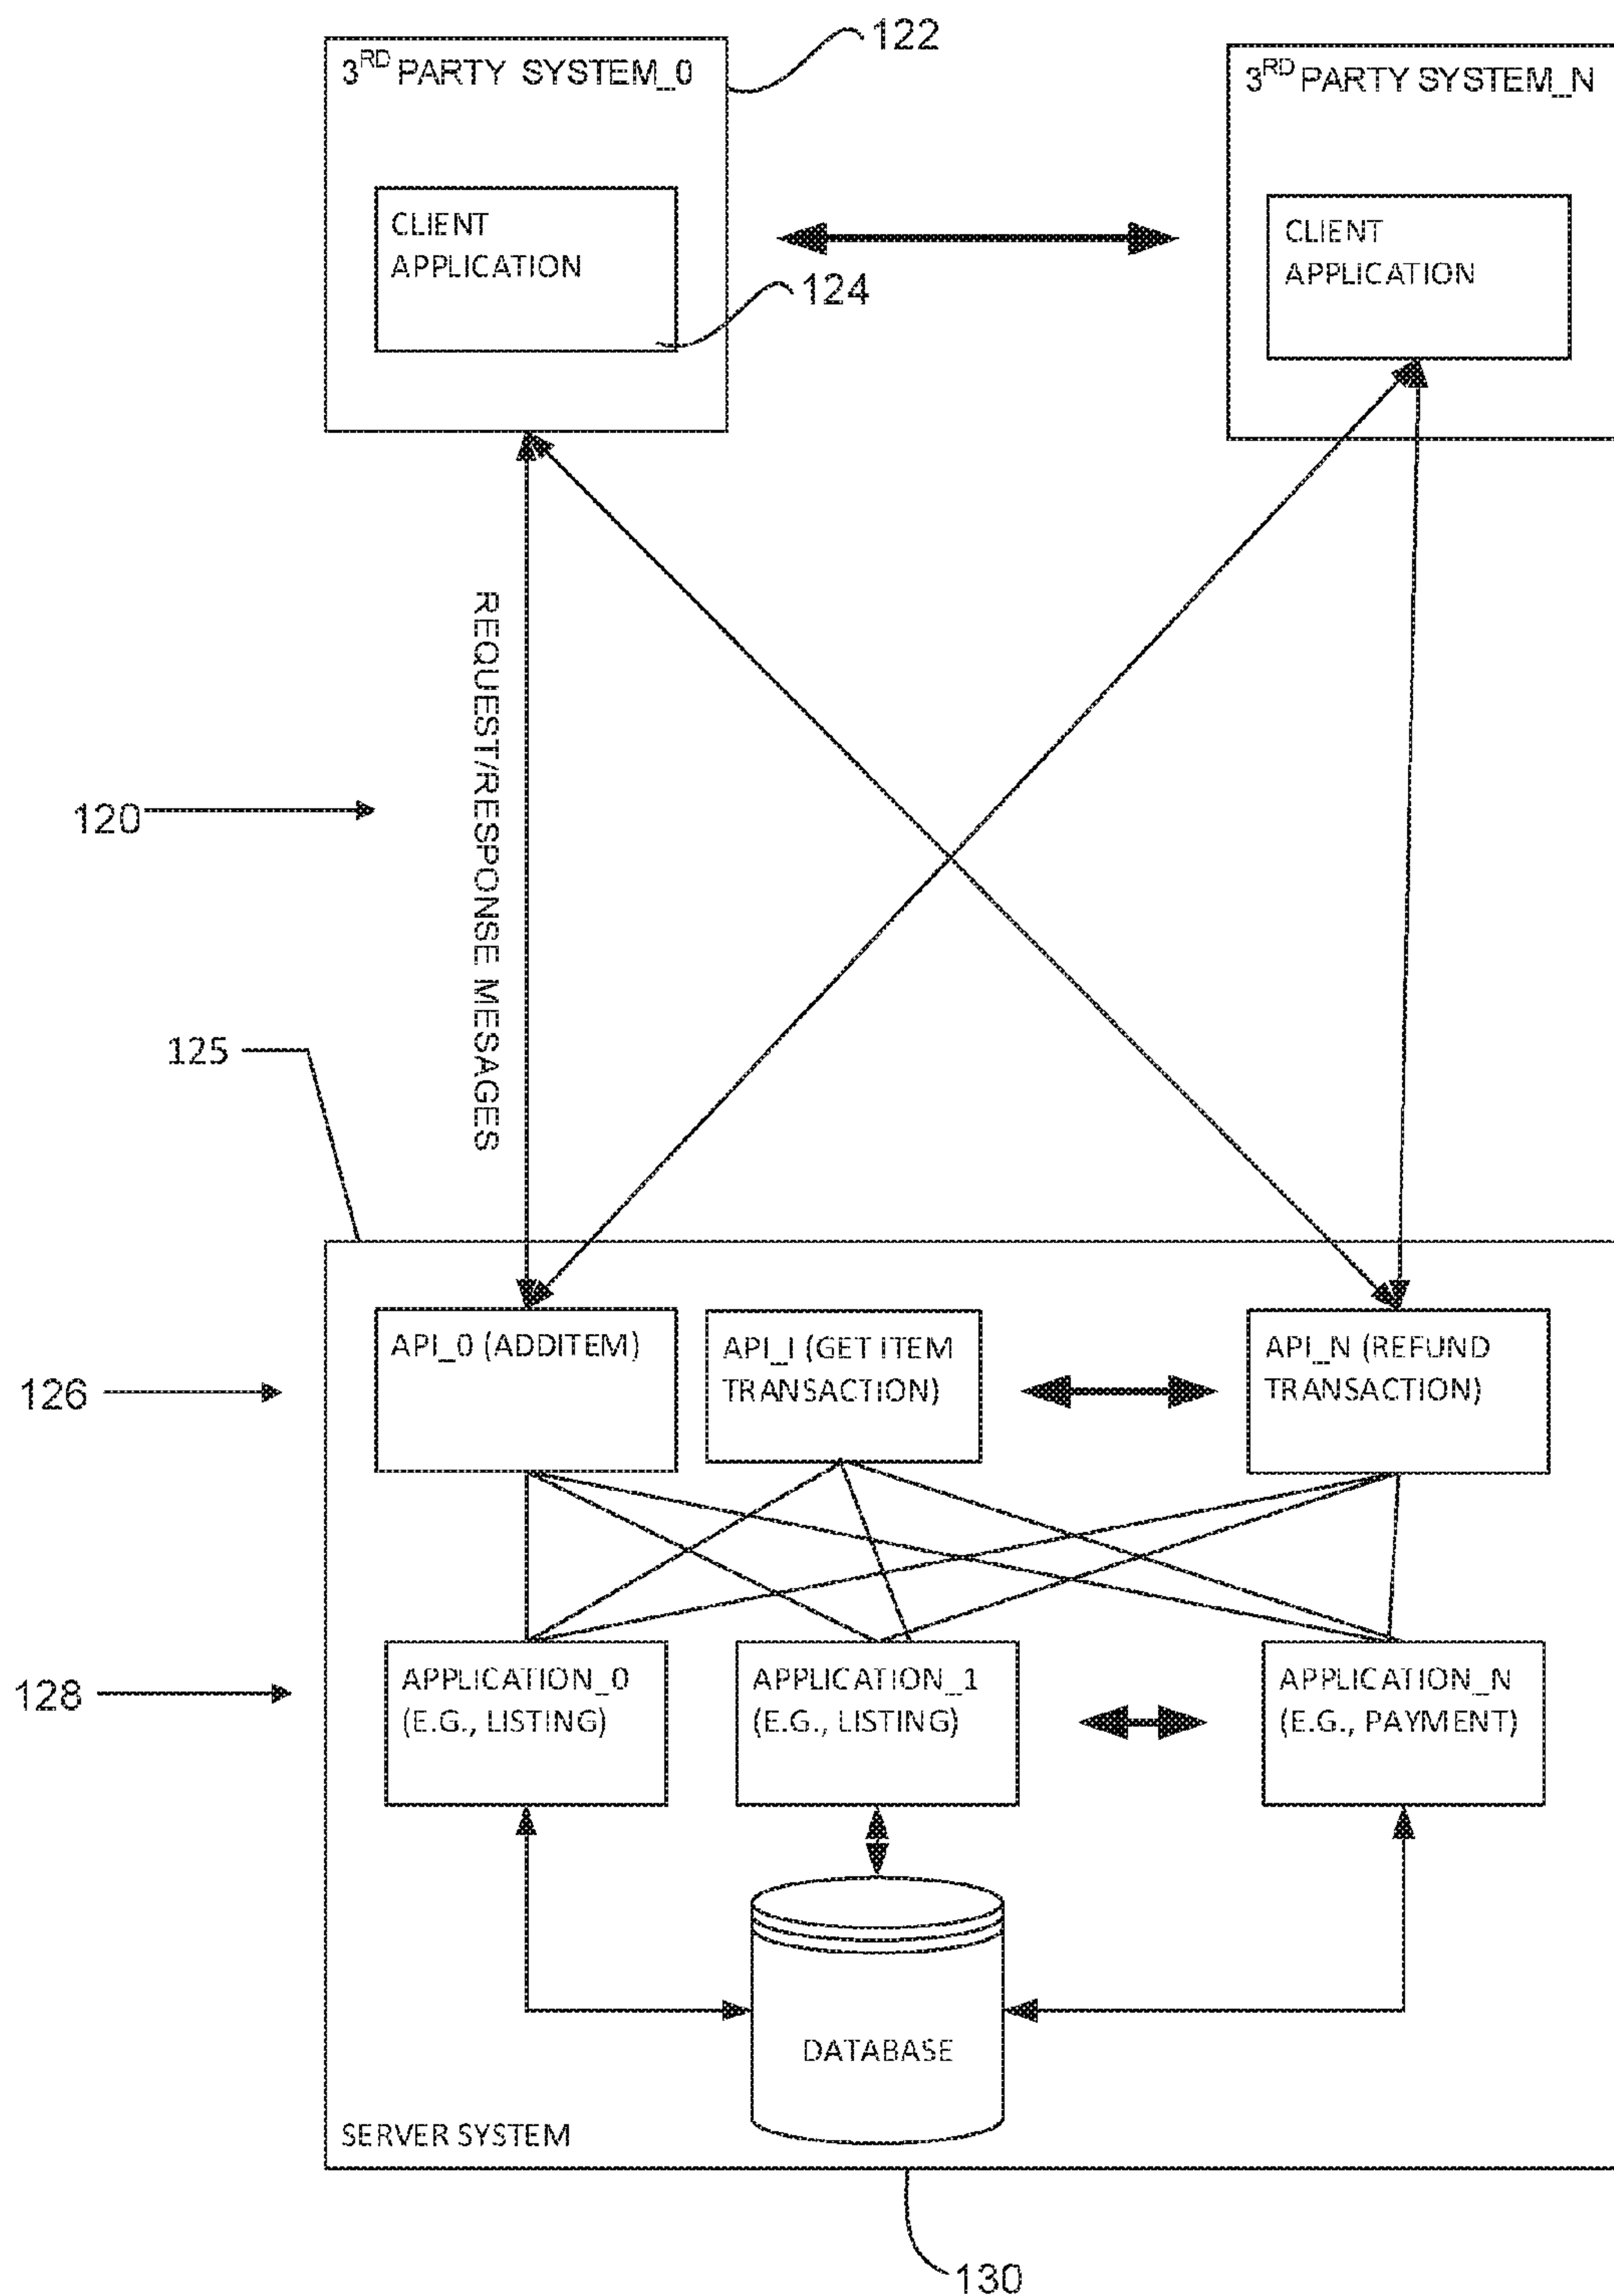 122
3RD PARTY SYSTEM_0
3RD PARTY SYSTEM_N
CLIENT
APPLICATION
124
CLIENT
APPLICATION
REQUEST/RESPONSE MESAGES
120
125
API_0 (ADDITEM)
API_I (GET ITEM
TRANSACTION)
API_N (REFUND
TRANSACTION)
126
APPLICATION_0
(E.G., LISTING)
APPLICATION_1
(E.G., LISTING)
APPLICATION_N
(E.G., PAYMENT)
128
DATABASE
SERVER SYSTEM
130